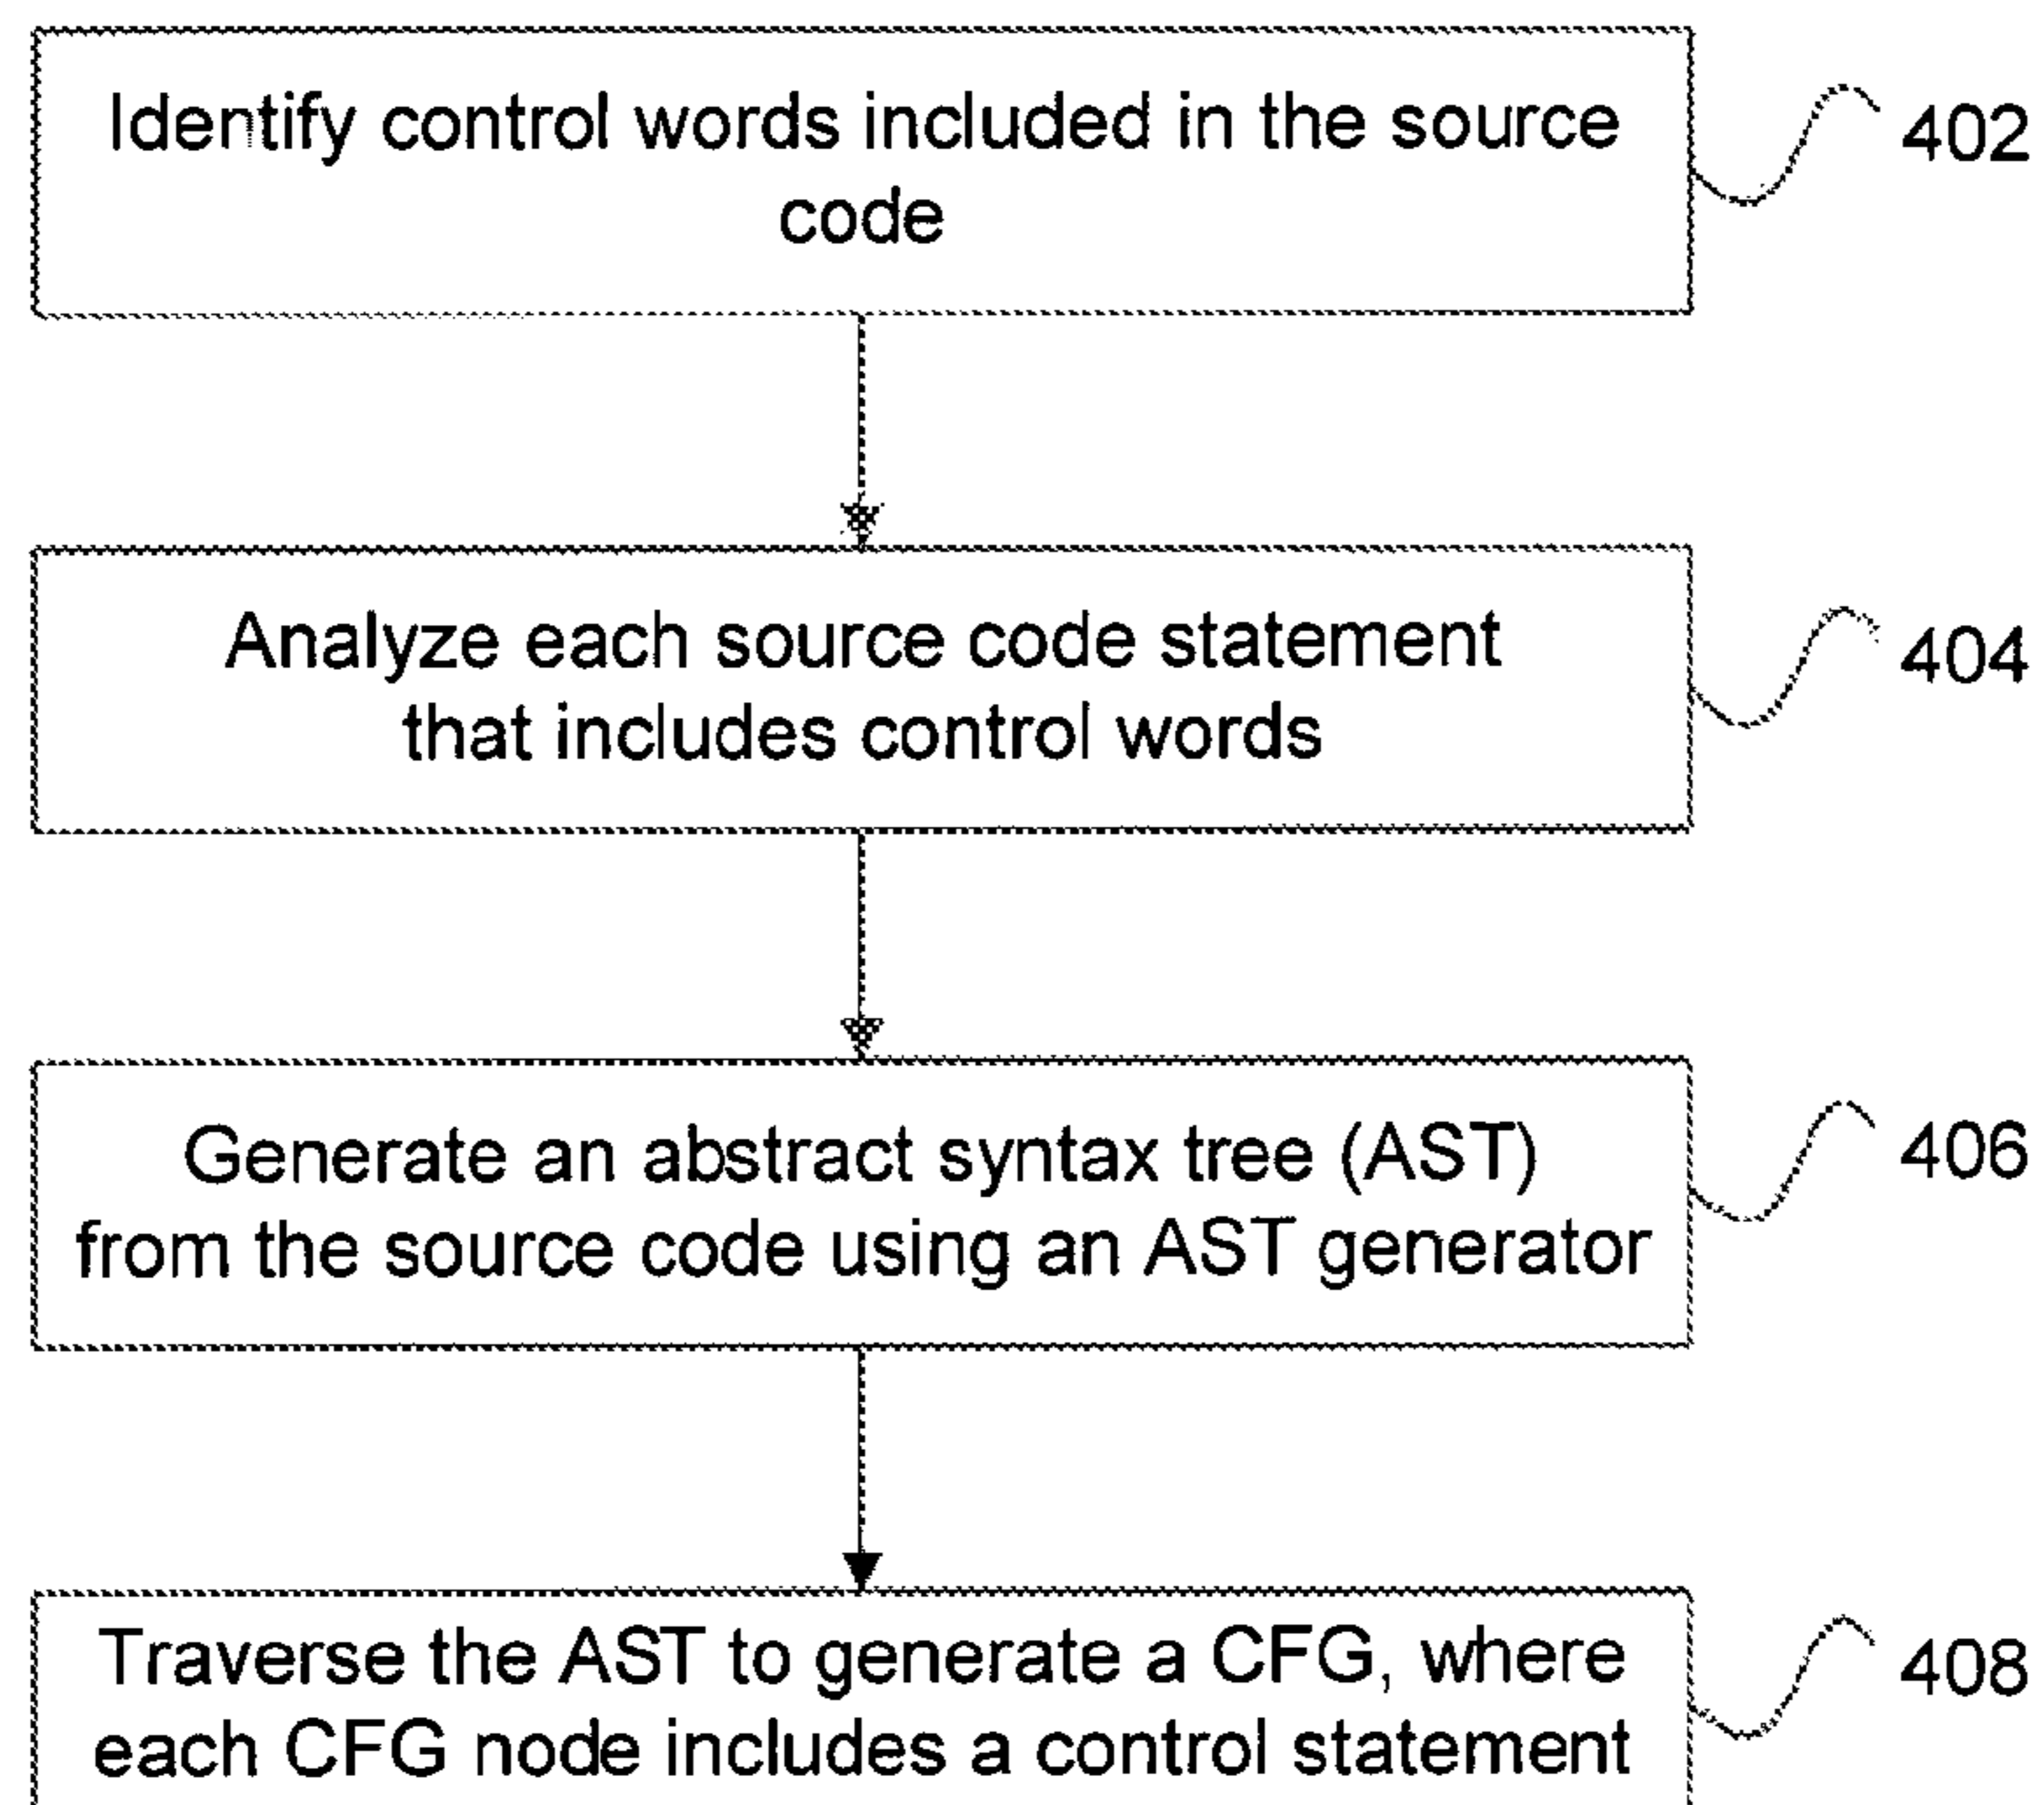 Identify control words included in the source
code
402
Analyze each source code statement
that includes control words
404
Generate an abstract syntax tree (AST)
from the source code using an AST generator
406
Traverse the AST to generate a CFG, where
each CFG node includes a control statement
408